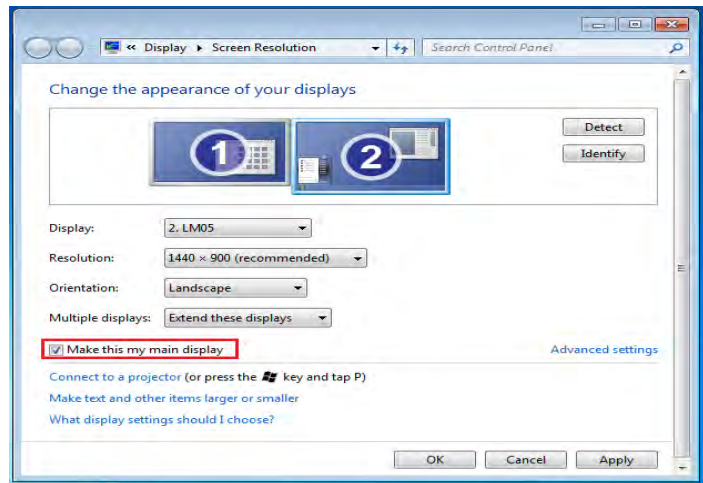 « Display ▸ Screen Resolution
Search Control Panel
Change the appearance of your displays
1
2
Detect
Identify
Display: 2. LM05
Resolution: 1440 × 900 (recommended)
Orientation: Landscape
Multiple displays: Extend these displays
Make this my main display
Advanced settings
Connect to a projector (or press the key and tap P)
Make text and other items larger or smaller
What display settings should I choose?
OK Cancel Apply